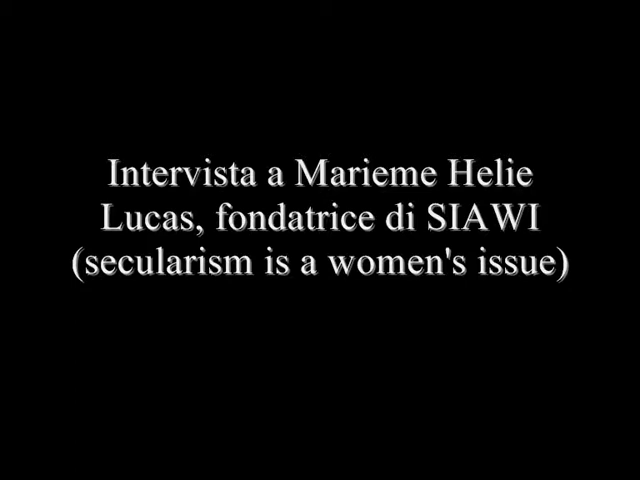 Intervista a Marieme Helie
Lucas, fondatrice di SIAWI
(secularism is a women's issue)